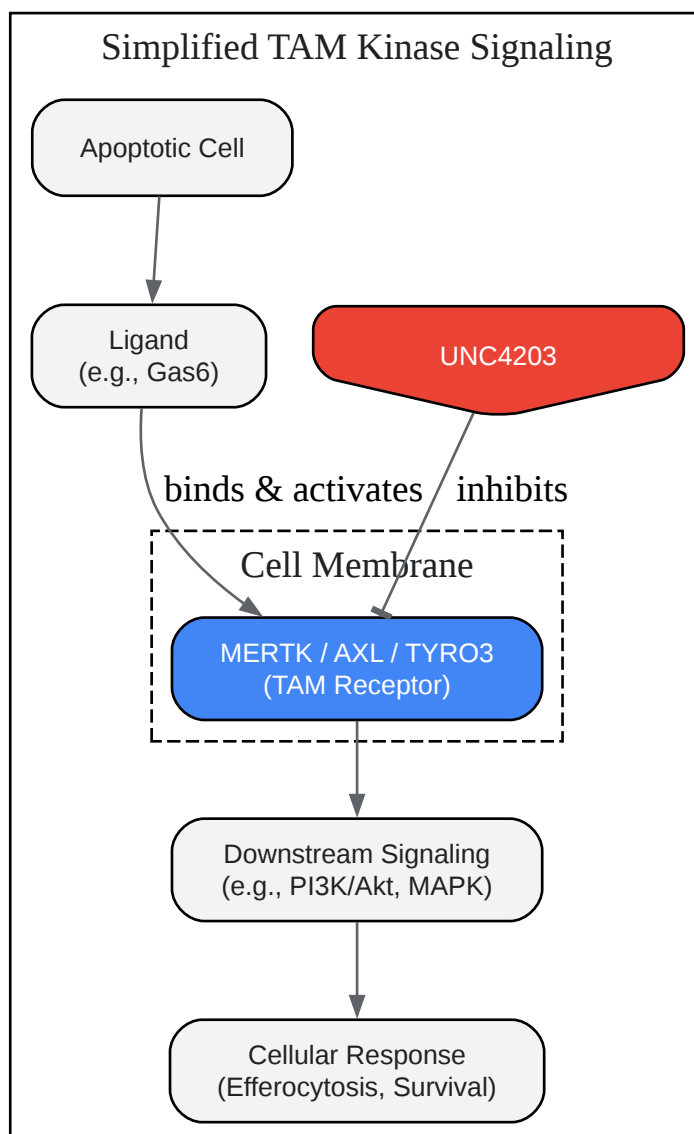 Simplified TAM Kinase Signaling
Apoptotic Cell
Ligand
(e.g., Gas6)
UNC4203
binds & activates
inhibits
Cell Membrane
MERTK / AXL / TYRO3
(TAM Receptor)
Downstream Signaling
(e.g., PI3K/Akt, MAPK)
Cellular Response
(Efferocytosis, Survival)